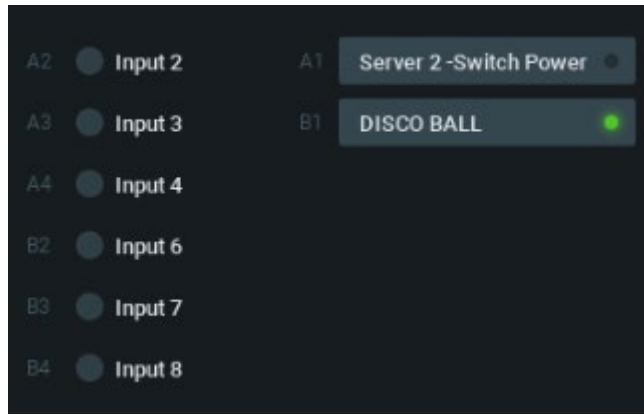 A2 Input 2 A1 Server 2 -Switch Power
A3 Input 3 B1 DISCO BALL
A4 Input 4
B2 Input 6
B3 Input 7
B4 Input 8